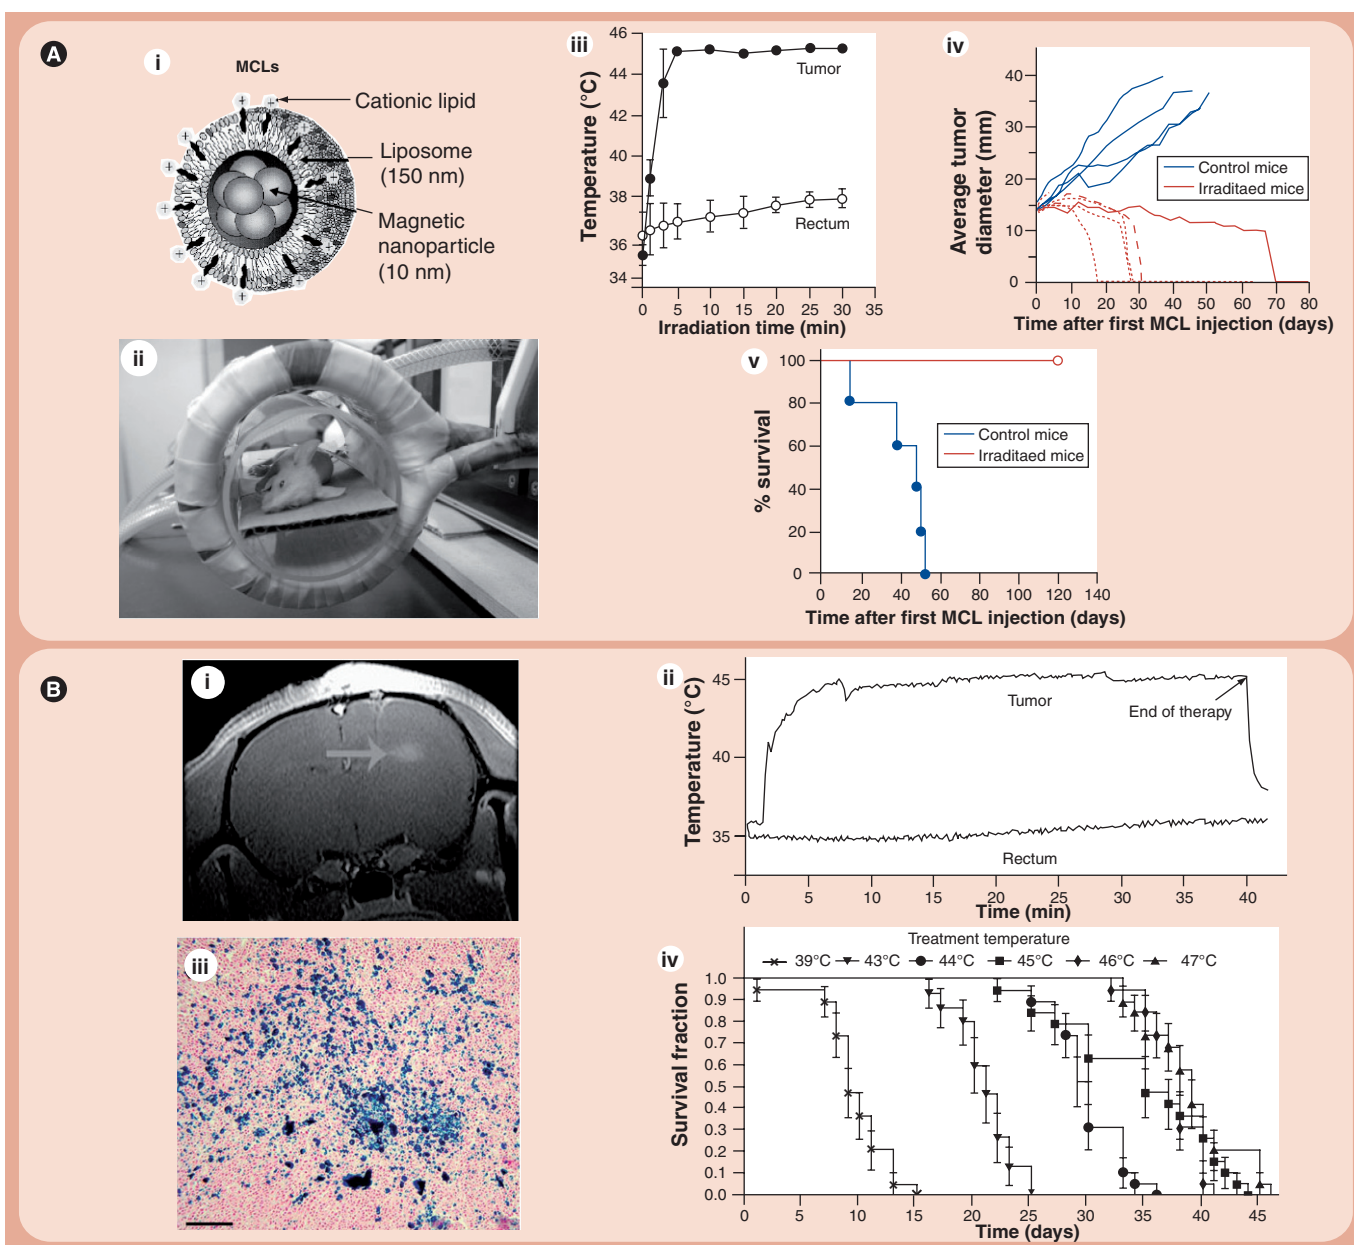 A
i
MCLs
Cationic lipid
Liposome
(150 nm)
Magnetic
nanoparticle
(10 nm)
ii
iii
Temperature (°C)
46
44
42
40
38
36
34
Tumor
Rectum
0 5 10 15 20 25 30 35
Irradiation time (min)
iv
Average tumor
diameter (mm)
40
30
20
10
0
Control mice
Irraditaed mice
0 10 20 30 40 50 60 70 80
Time after first MCL injection (days)
v
% survival
100
80
60
40
20
0
Control mice
Irraditaed mice
0 20 40 60 80 100 120 140
Time after first MCL injection (days)
B
i
ii
Temperature (°C)
45
40
35
Tumor
End of therapy
Rectum
0 5 10 15 20 25 30 35 40
Time (min)
iii
iv
Treatment temperature
39°C 43°C 44°C 45°C 46°C 47°C
Survival fraction
1.0
0.9
0.8
0.7
0.6
0.5
0.4
0.3
0.2
0.1
0.0
0 5 10 15 20 25 30 35 40 45
Time (days)